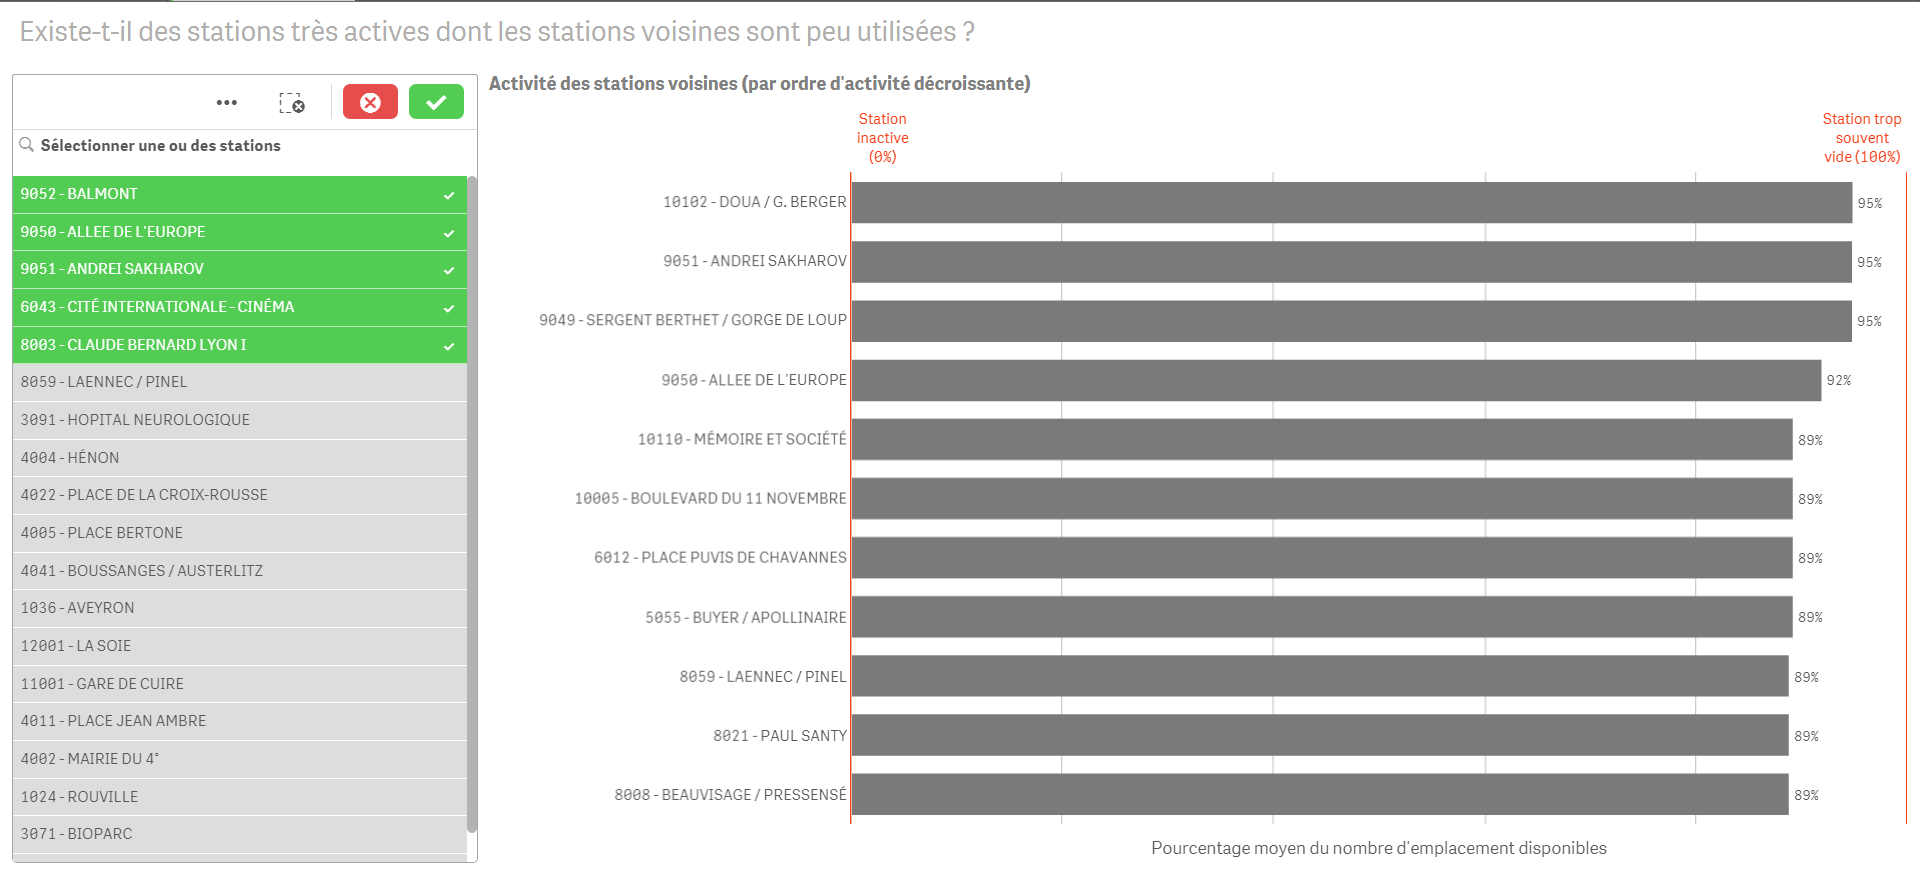 Existe-t-il des stations très actives dont les stations voisines sont peu utilisées ?
Sélectionner une ou des stations
9052 - BALMONT
9050 - ALLEE DE L'EUROPE
9051 - ANDREI SAKHAROV
6043 - CITÉ INTERNATIONALE - CINÉMA
8003 - CLAUDE BERNARD LYON I
8059 - LAENNEC / PINEL
3091 - HOPITAL NEUROLOGIQUE
4004 - HÉNON
4022 - PLACE DE LA CROIX-ROUSSE
4005 - PLACE BERTONE
4041 - BOUSSANGES / AUSTERLITZ
1036 - AVEYRON
12001 - LA SOIE
11001 - GARE DE CUIRE
4011 - PLACE JEAN AMBRE
4002 - MAIRIE DU 4°
1024 - ROUVILLE
3071 - BIOPARC
Activité des stations voisines (par ordre d'activité décroissante)
Station
inactive
(0%)
Station trop
souvent
vide (100%)
10102 - DOUA / G. BERGER 95%
9051 - ANDREI SAKHAROV 95%
9049 - SERGENT BERTHET / GORGE DE LOUP 95%
9050 - ALLEE DE L'EUROPE 92%
10110 - MÉMOIRE ET SOCIÉTÉ 89%
10005 - BOULEVARD DU 11 NOVEMBRE 89%
6012 - PLACE PUVIS DE CHAVANNES 89%
5055 - BUYER / APOLLINAIRE 89%
8059 - LAENNEC / PINEL 89%
8021 - PAUL SANTY 89%
8008 - BEAUVISAGE / PRESSENSÉ 89%
Pourcentage moyen du nombre d'emplacement disponibles